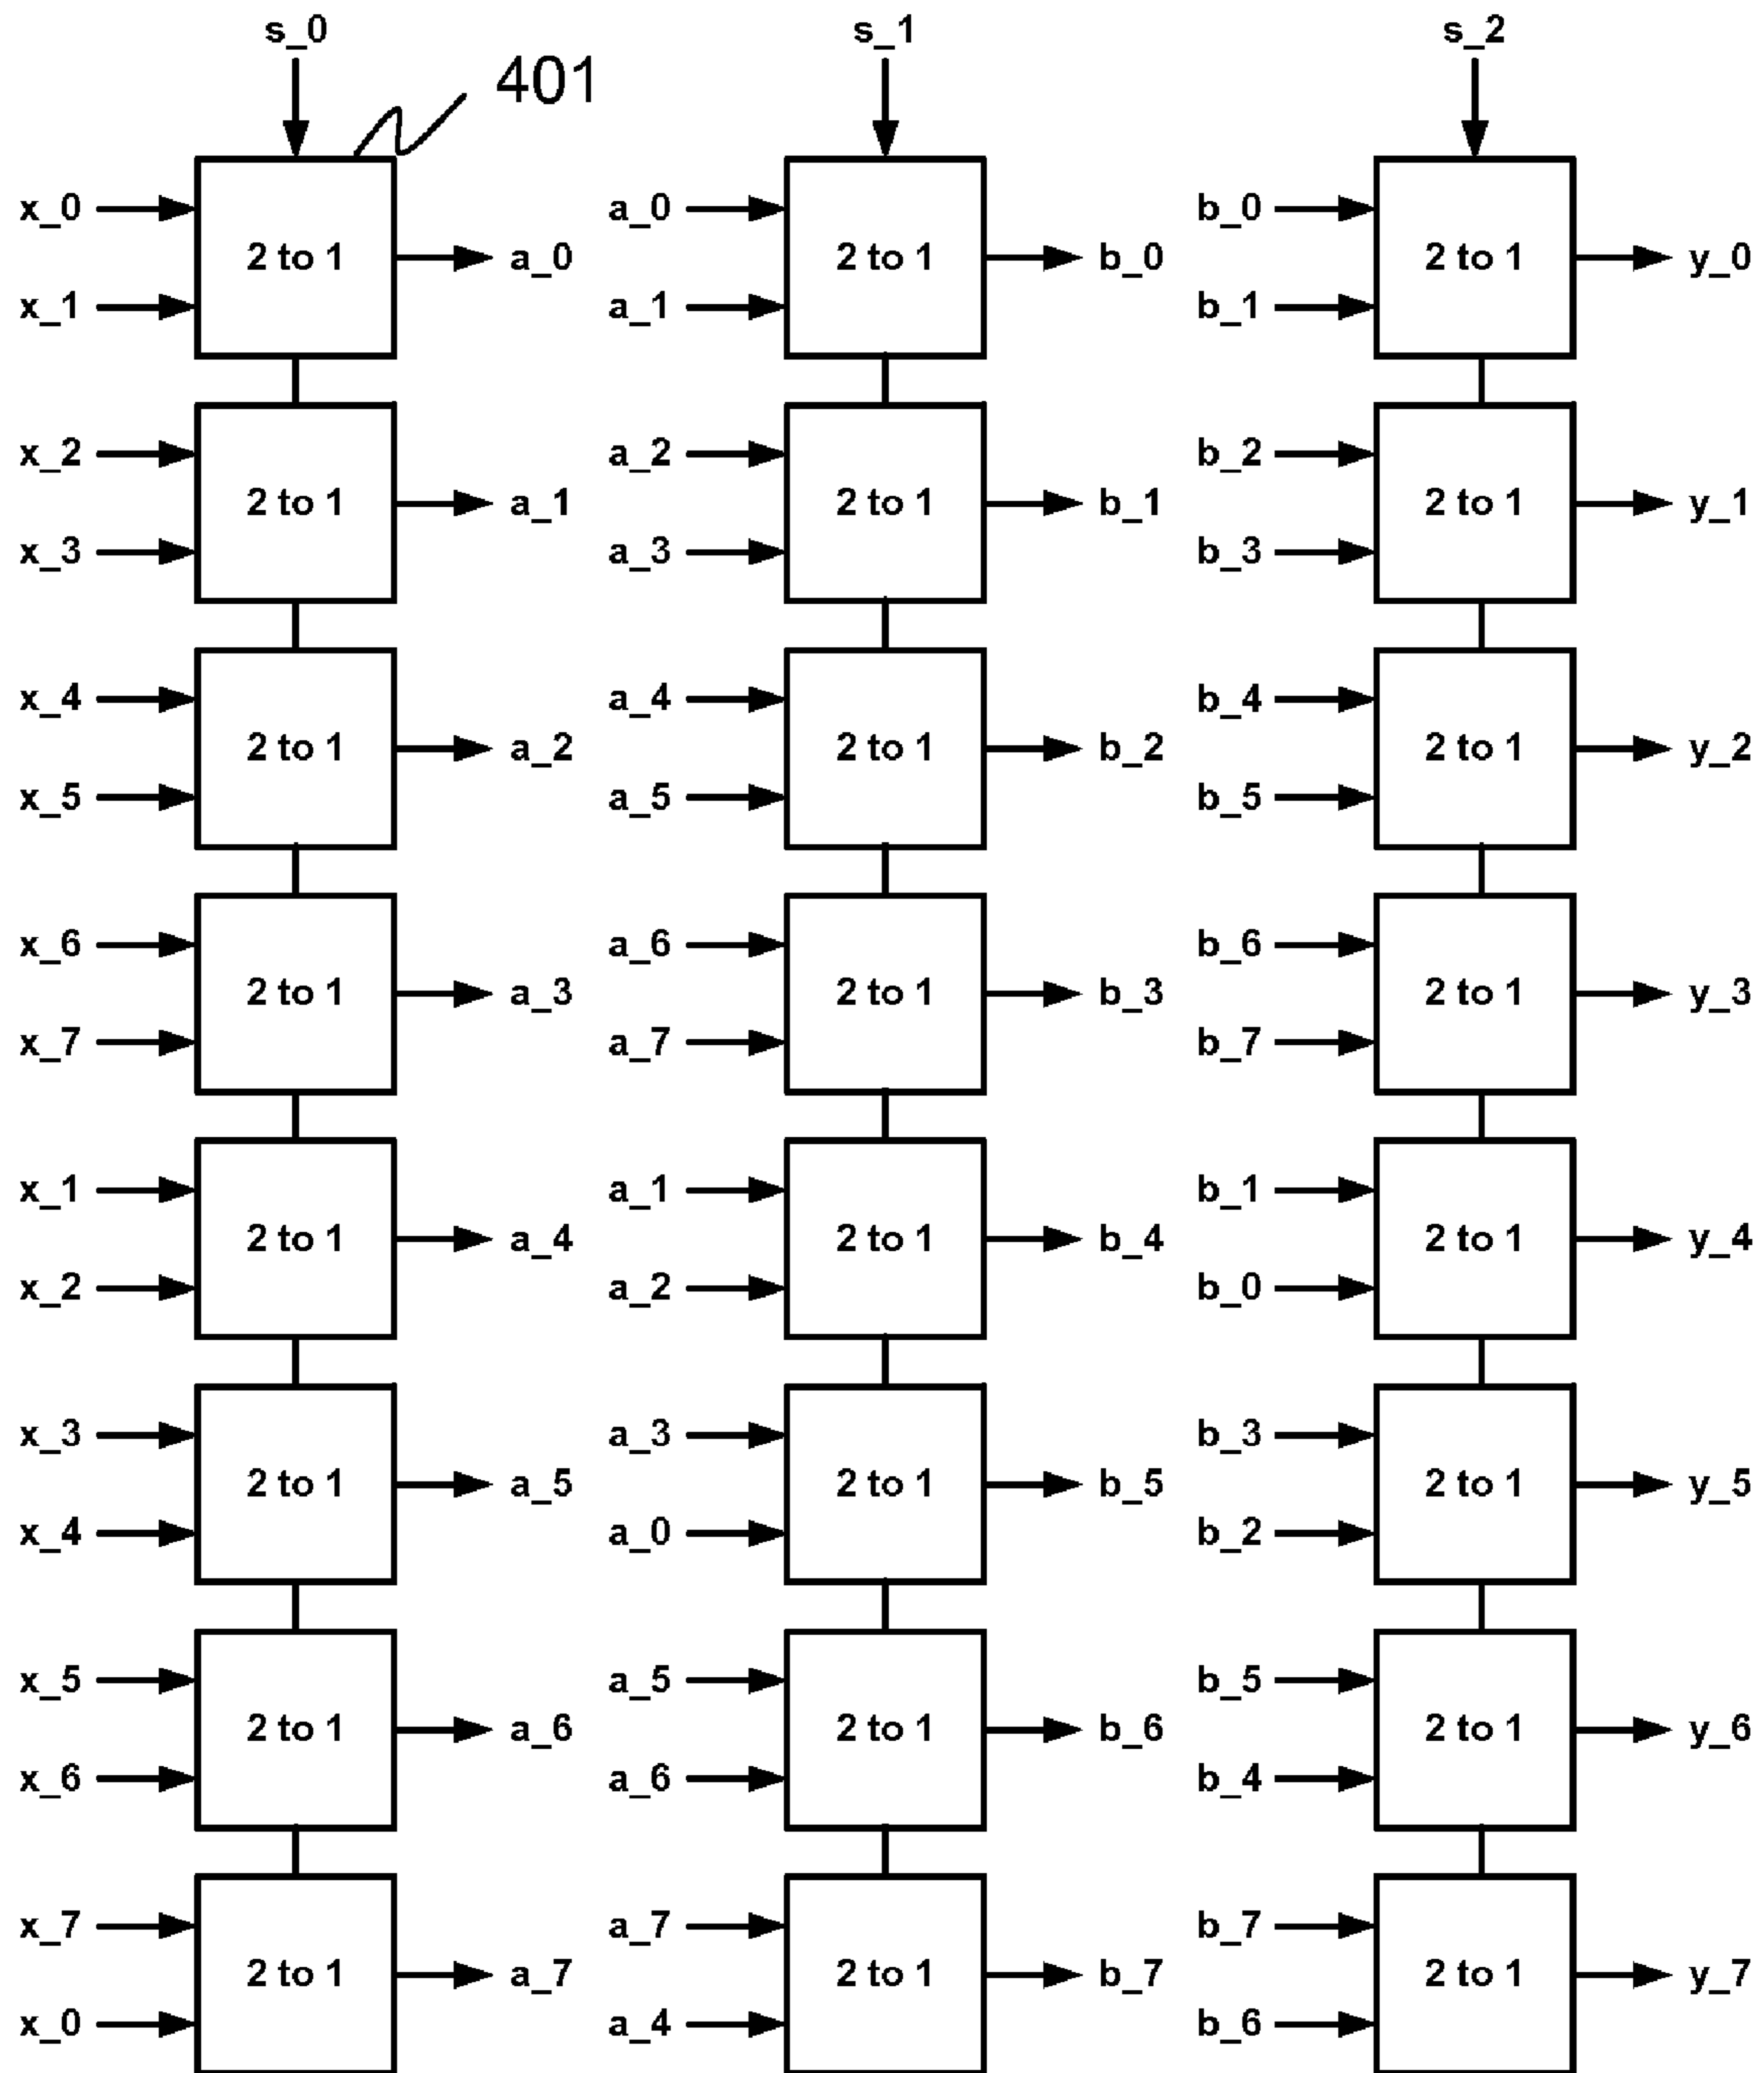 s_0 s_1 s_2
401
x_0 a_0 b_0
2 to 1 a_0 2 to 1 b_0 2 to 1 y_0
x_1 a_1 b_1
x_2 a_2 b_2
2 to 1 a_1 2 to 1 b_1 2 to 1 y_1
x_3 a_3 b_3
x_4 a_4 b_4
2 to 1 a_2 2 to 1 b_2 2 to 1 y_2
x_5 a_5 b_5
x_6 a_6 b_6
2 to 1 a_3 2 to 1 b_3 2 to 1 y_3
x_7 a_7 b_7
x_1 a_1 b_1
2 to 1 a_4 2 to 1 b_4 2 to 1 y_4
x_2 a_2 b_0
x_3 a_3 b_3
2 to 1 a_5 2 to 1 b_5 2 to 1 y_5
x_4 a_0 b_2
x_5 a_5 b_5
2 to 1 a_6 2 to 1 b_6 2 to 1 y_6
x_6 a_6 b_4
x_7 a_7 b_7
2 to 1 a_7 2 to 1 b_7 2 to 1 y_7
x_0 a_4 b_6